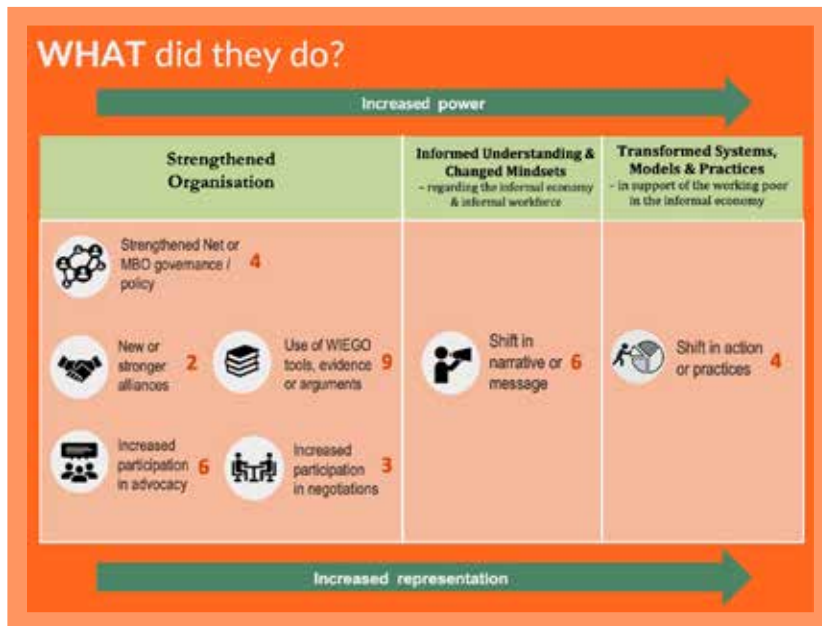 WHAT did they do?
Increased power
Strengthened
Organisation
Informed Understanding &
Changed Mindsets
– regarding the informal economy
& informal workforce
Transformed Systems,
Models & Practices
– in support of the working poor
in the informal economy
Strengthened Net or
MBO governance /
policy
4
New or
stronger
alliances
2
Use of WIEGO
tools, evidence
or arguments
9
Increased
participation
in advocacy
6
Increased
participation
in negotiations
3
Shift in
narrative or
message
6
Shift in action
or practices
4
Increased representation